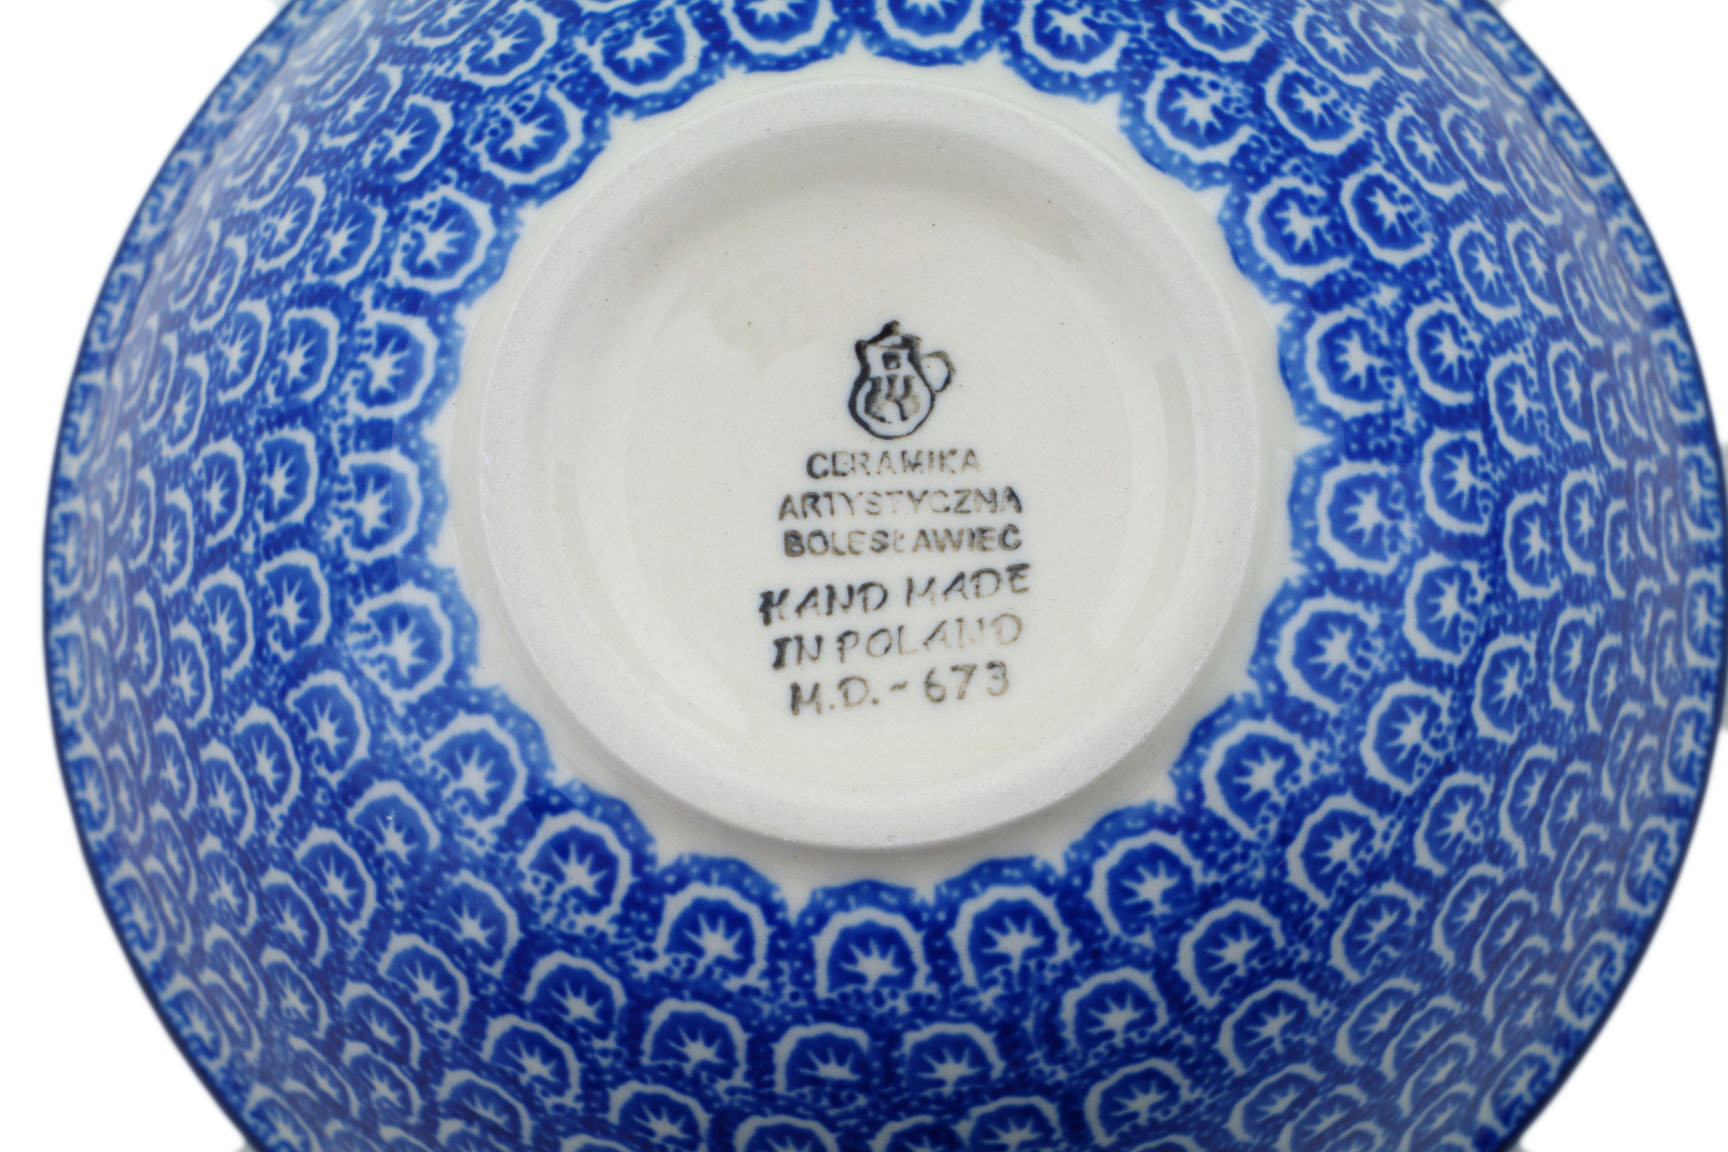 CERAMIKA
ARTYSTYCZNA
BOLESŁAWIEC
HAND MADE
IN POLAND
M.D.- 673